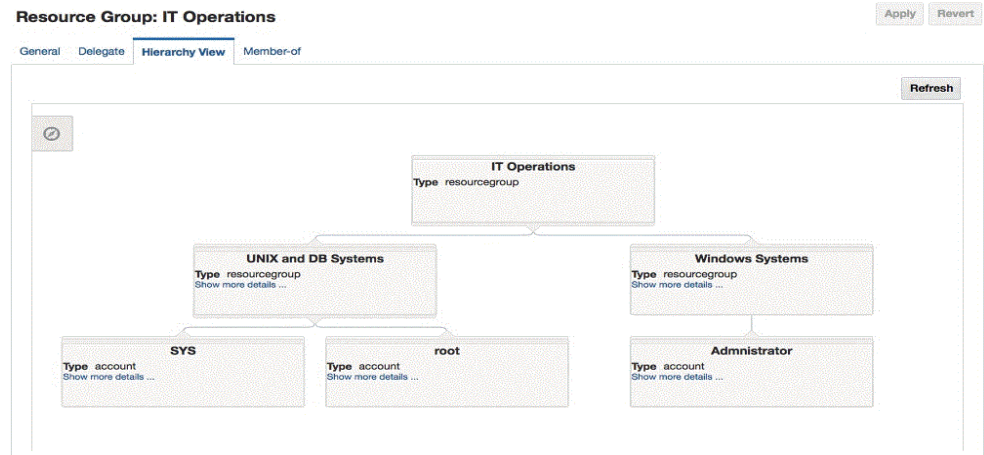 Resource Group: IT Operations
Apply Revert
General Delegate Hierarchy View Member-of
Refresh
IT Operations
Type resourcegroup
UNIX and DB Systems
Type resourcegroup
Show more details ...
Windows Systems
Type resourcegroup
Show more details ...
SYS
Type account
Show more details ...
root
Type account
Show more details ...
Admnistrator
Type account
Show more details ...